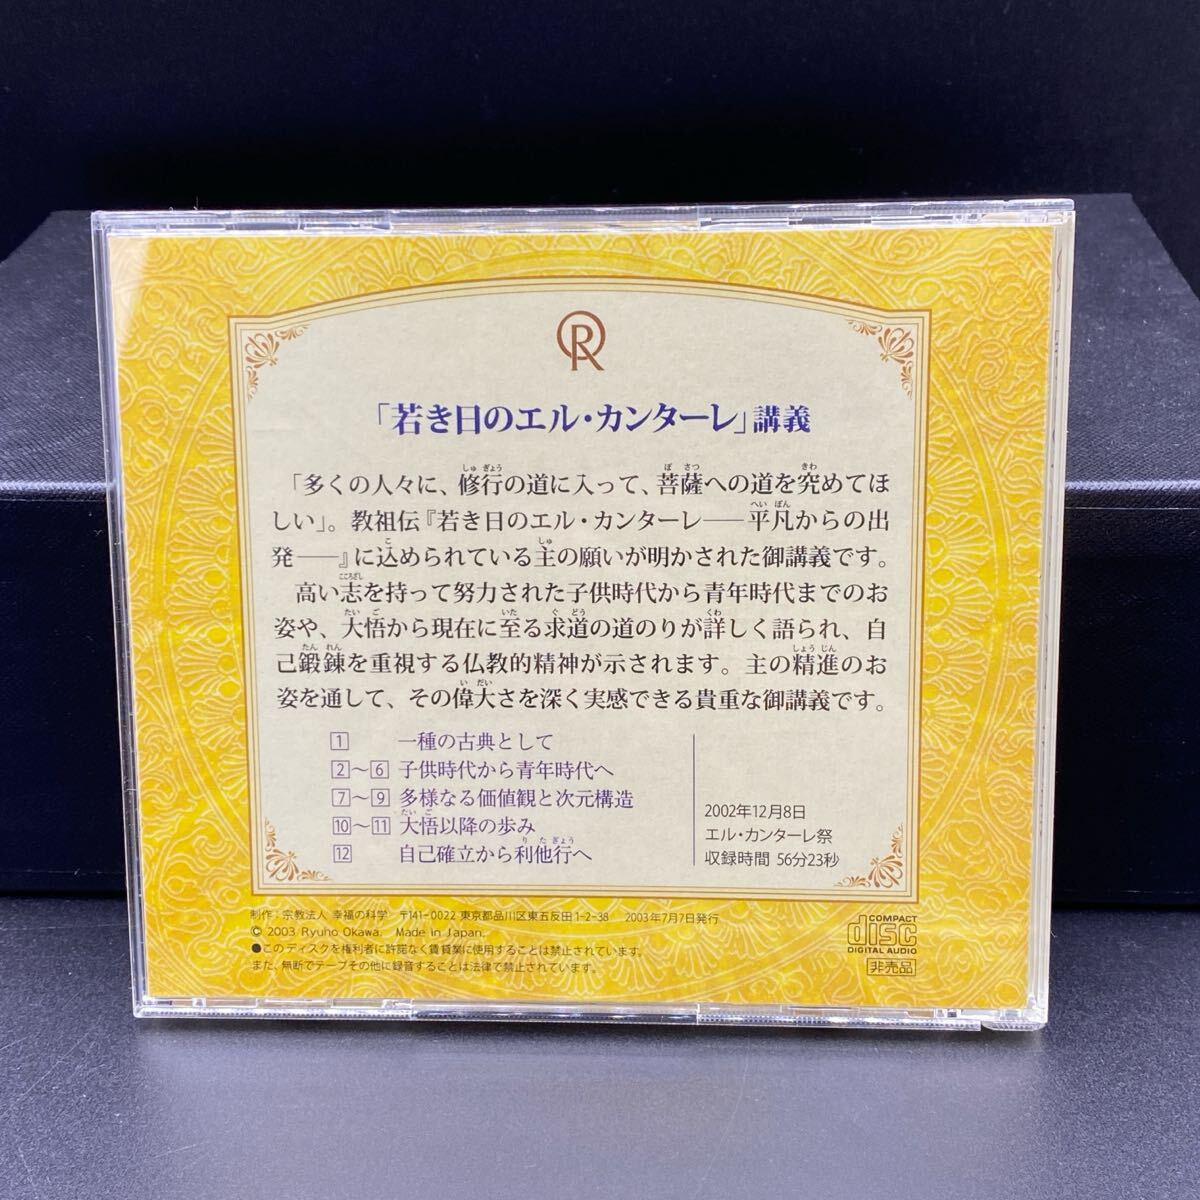 「若き日のエル・カンターレ」講義
「多くの人々に、修行の道に入って、菩薩への道を究めてほ
しい」。教祖伝『若き日のエル・カンターレ――平凡からの出
発――』に込められている主の願いが明かされた御講義です。
高い志を持って努力された子供時代から青年時代までのお
姿や、大悟から現在に至る求道の道のりが詳しく語られ、自
己鍛錬を重視する仏教的精神が示されます。主の精進のお
姿を通して、その偉大さを深く実感できる貴重な御講義です。
1 一種の古典として
2～6 子供時代から青年時代へ
7～9 多様なる価値観と次元構造
10～11 大悟以降の歩み
12 自己確立から利他行へ
2002年12月8日
エル・カンターレ祭
収録時間 56分23秒
制作：宗教法人 幸福の科学 〒141-0022 東京都品川区東五反田1-2-38 2003年7月7日発行
© 2003 Ryuho Okawa. Made in Japan.
●このディスクを権利者に許諾なく賃貸業に使用することは禁止されています。
また、無断でテープその他に録音することは法律で禁止されています。
COMPACT
disc
DIGITAL AUDIO
非売品